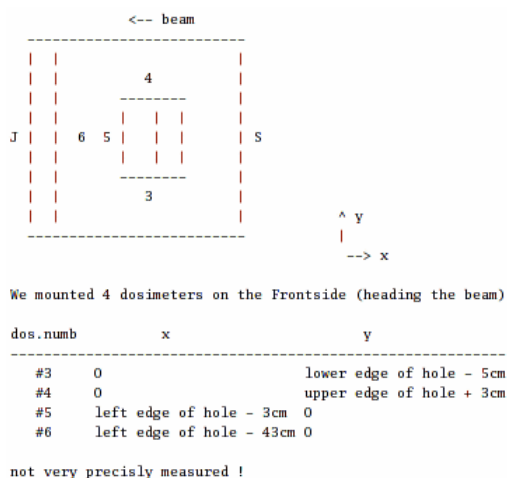 <-- beam
4
J 6 5 S
3
^ y
--> x
We mounted 4 dosimeters on the Frontside (heading the beam)
dos.numb x y
#3 0 lower edge of hole - 5cm
#4 0 upper edge of hole + 3cm
#5 left edge of hole - 3cm 0
#6 left edge of hole - 43cm 0
not very precisly measured !